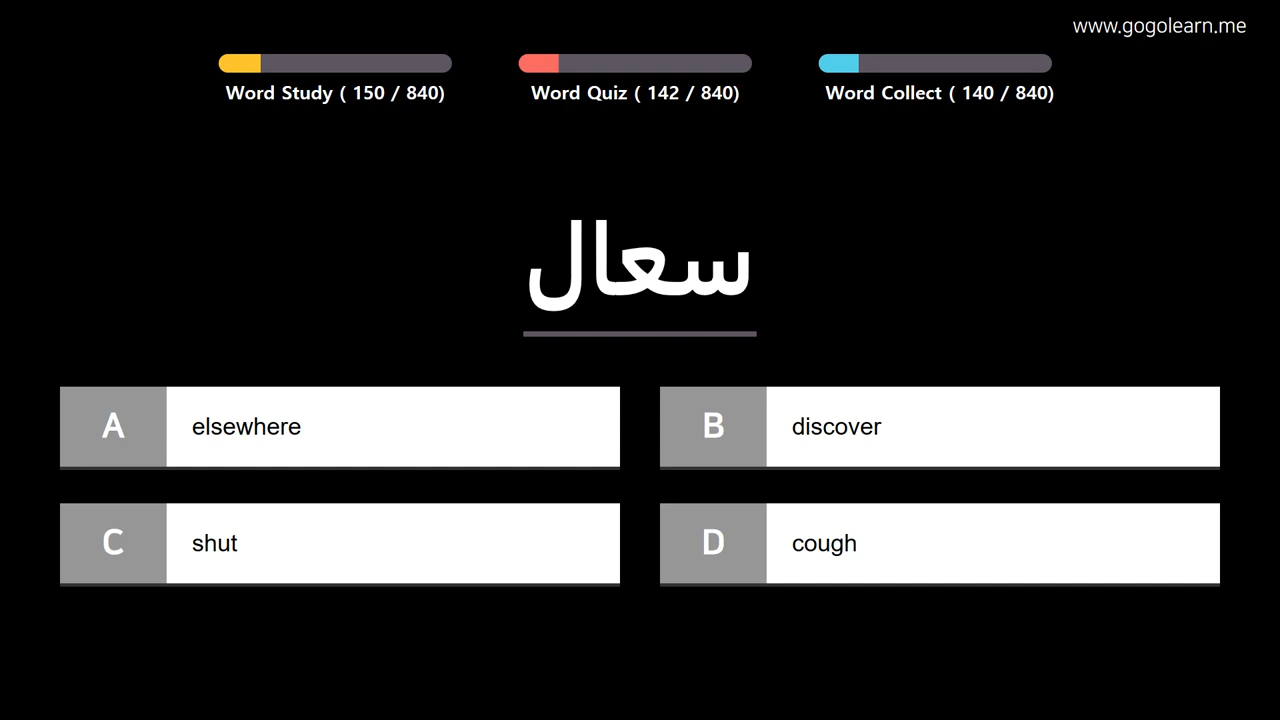 www.gogolearn.me
Word Study ( 150 / 840)
Word Quiz ( 142 / 840)
Word Collect ( 140 / 840)
سعال
A elsewhere
B discover
C shut
D cough